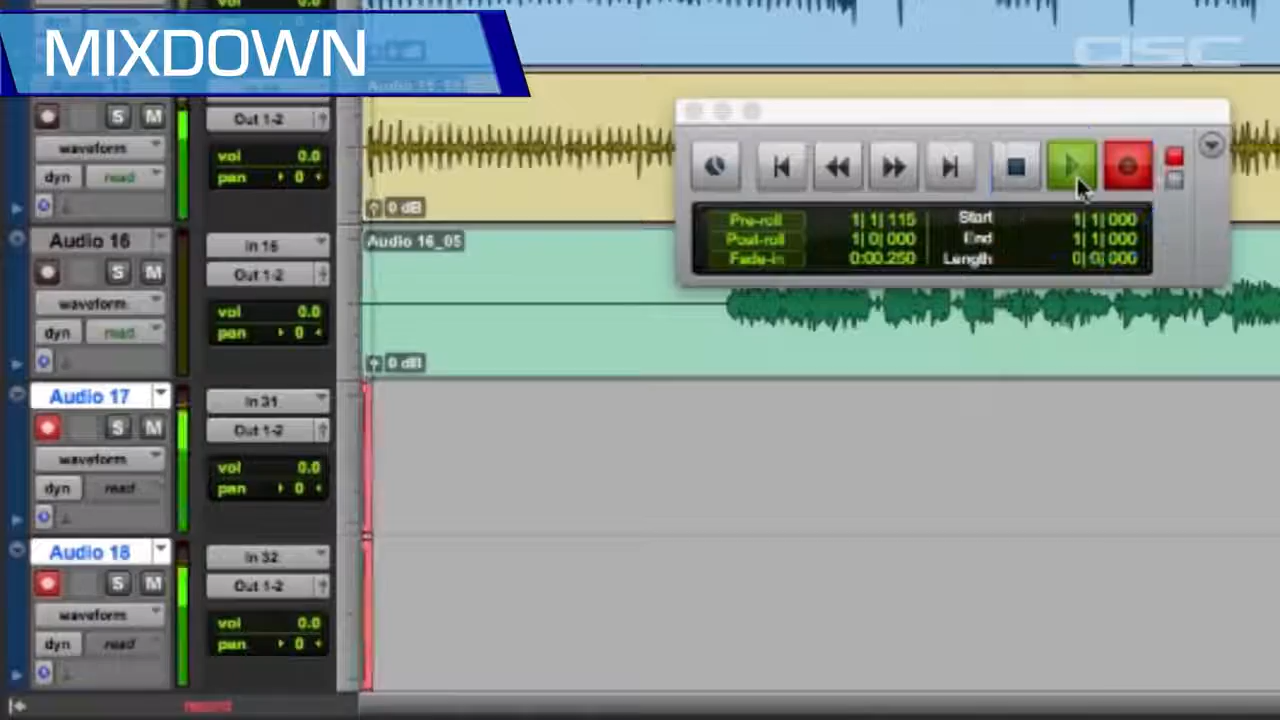 MIXDOWN
QSC
S M
Out 1-2
waveform
vol 0.0
dyn read
pan 0
0 dB
Audio 16
In 16
Audio 16_05
S M
Out 1-2
waveform
vol 0.0
dyn read
pan 0
0 dB
Audio 17
In 31
S M
Out 1-2
waveform
vol 0.0
dyn read
pan 0
Audio 18
In 32
S M
Out 1-2
waveform
vol 0.0
dyn read
pan 0
record
Pre-roll 1| 1| 115 Start 1| 1| 000
Post-roll 1| 0| 000 End 1| 1| 000
Fade-in 0:00.250 Length 0| 0| 000